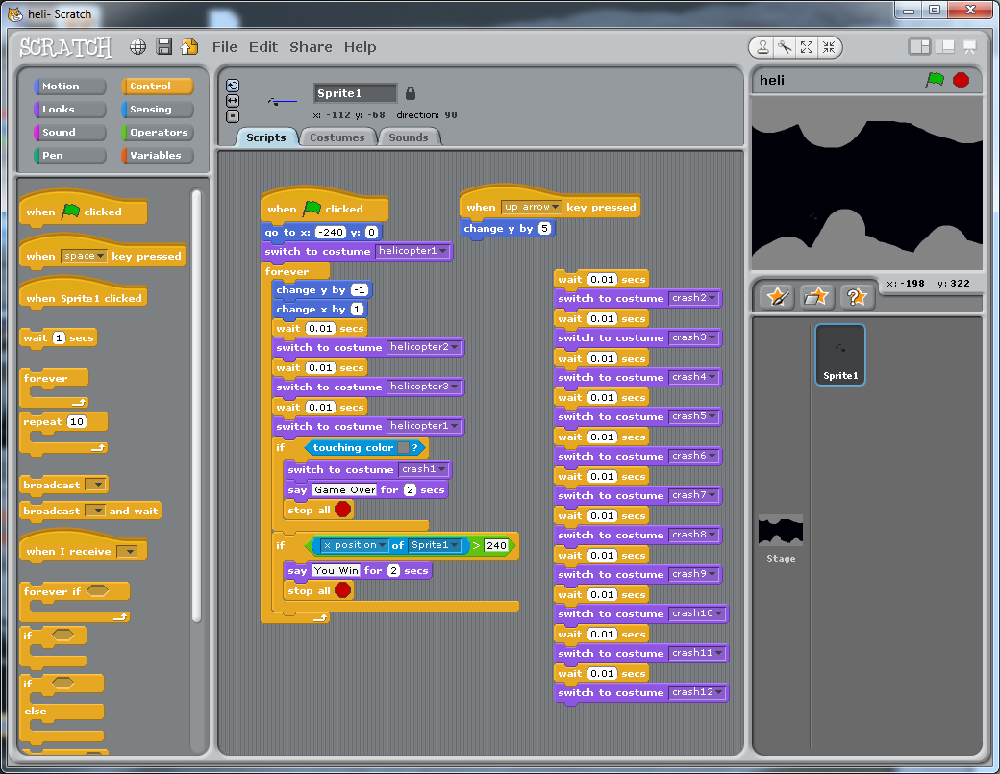 heli- Scratch
SCRATCH File Edit Share Help
Motion Control
Looks Sensing
Sound Operators
Pen Variables
when clicked
when space key pressed
when Sprite1 clicked
wait 1 secs
forever
repeat 10
broadcast
broadcast and wait
when I receive
forever if
if
if
else
Sprite1
x: -112 y: -68 direction: 90
Scripts Costumes Sounds
when clicked
go to x: -240 y: 0
switch to costume helicopter1
forever
change y by -1
change x by 1
wait 0.01 secs
switch to costume helicopter2
wait 0.01 secs
switch to costume helicopter3
wait 0.01 secs
switch to costume helicopter1
if touching color ?
switch to costume crash1
say Game Over for 2 secs
stop all
if x position of Sprite1 > 240
say You Win for 2 secs
stop all
when up arrow key pressed
change y by 5
wait 0.01 secs
switch to costume crash2
wait 0.01 secs
switch to costume crash3
wait 0.01 secs
switch to costume crash4
wait 0.01 secs
switch to costume crash5
wait 0.01 secs
switch to costume crash6
wait 0.01 secs
switch to costume crash7
wait 0.01 secs
switch to costume crash8
wait 0.01 secs
switch to costume crash9
wait 0.01 secs
switch to costume crash10
wait 0.01 secs
switch to costume crash11
wait 0.01 secs
switch to costume crash12
heli
x: -198 y: 322
Sprite1
Stage